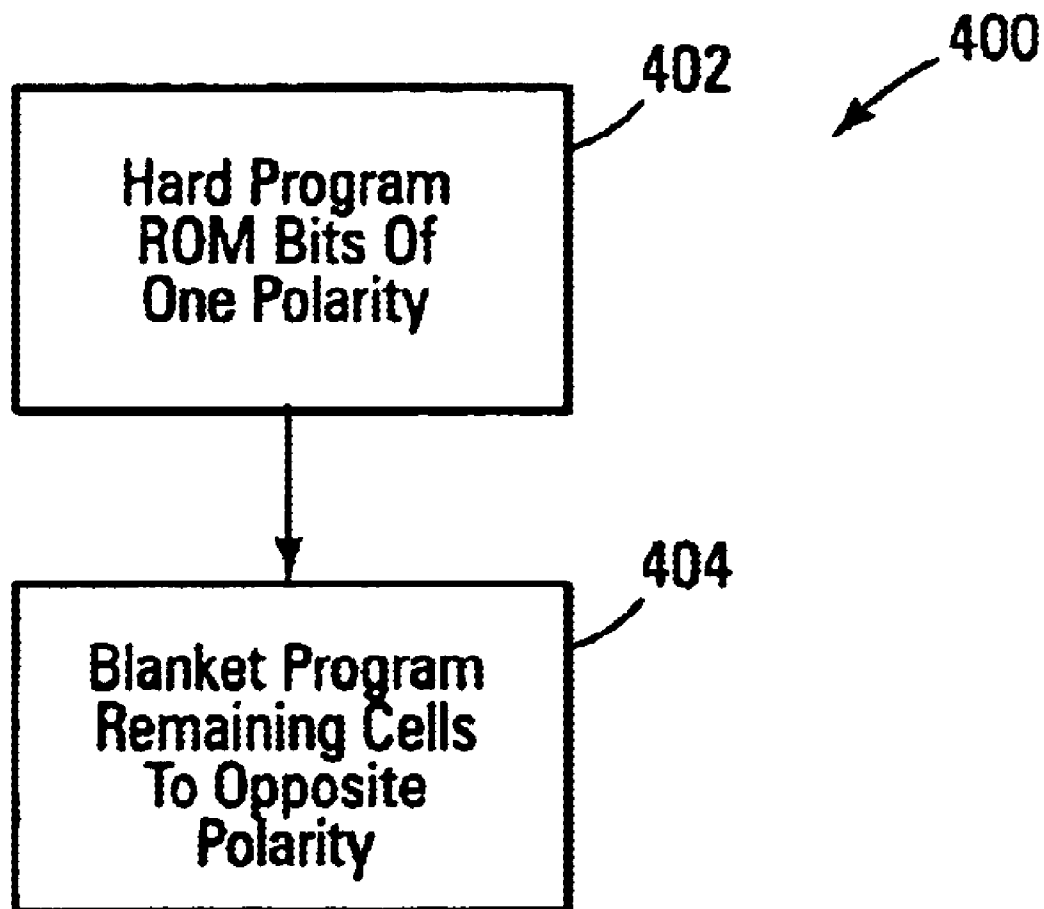 400
402
Hard Program
ROM Bits Of
One Polarity
404
Blanket Program
Remaining Cells
To Opposite
Polarity